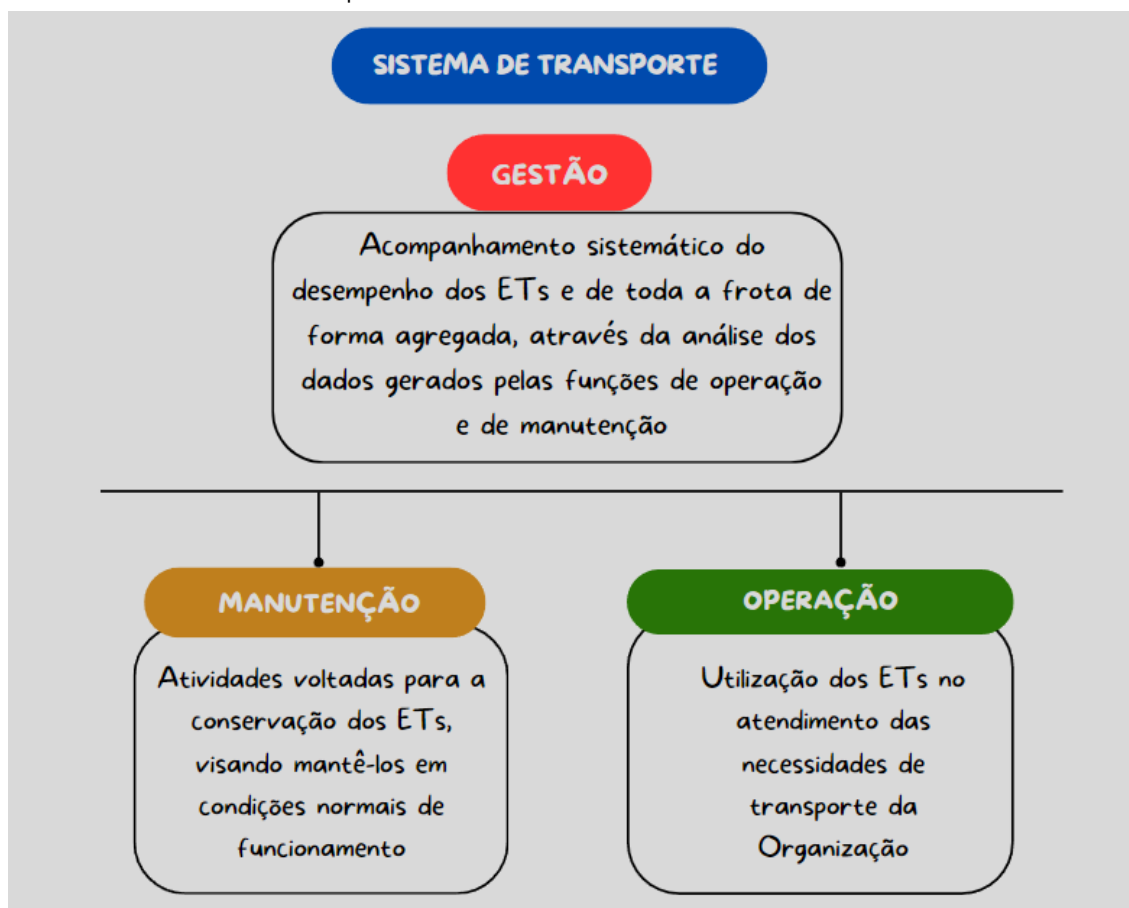 SISTEMA DE TRANSPORTE
GESTÃO
Acompanhamento sistemático do
desempenho dos ETs e de toda a frota de
forma agregada, através da análise dos
dados gerados pelas funções de operação
e de manutenção
MANUTENÇÃO
Atividades voltadas para a
conservação dos ETs,
visando mantê-los em
condições normais de
funcionamento
OPERAÇÃO
Utilização dos ETs no
atendimento das
necessidades de
transporte da
Organização